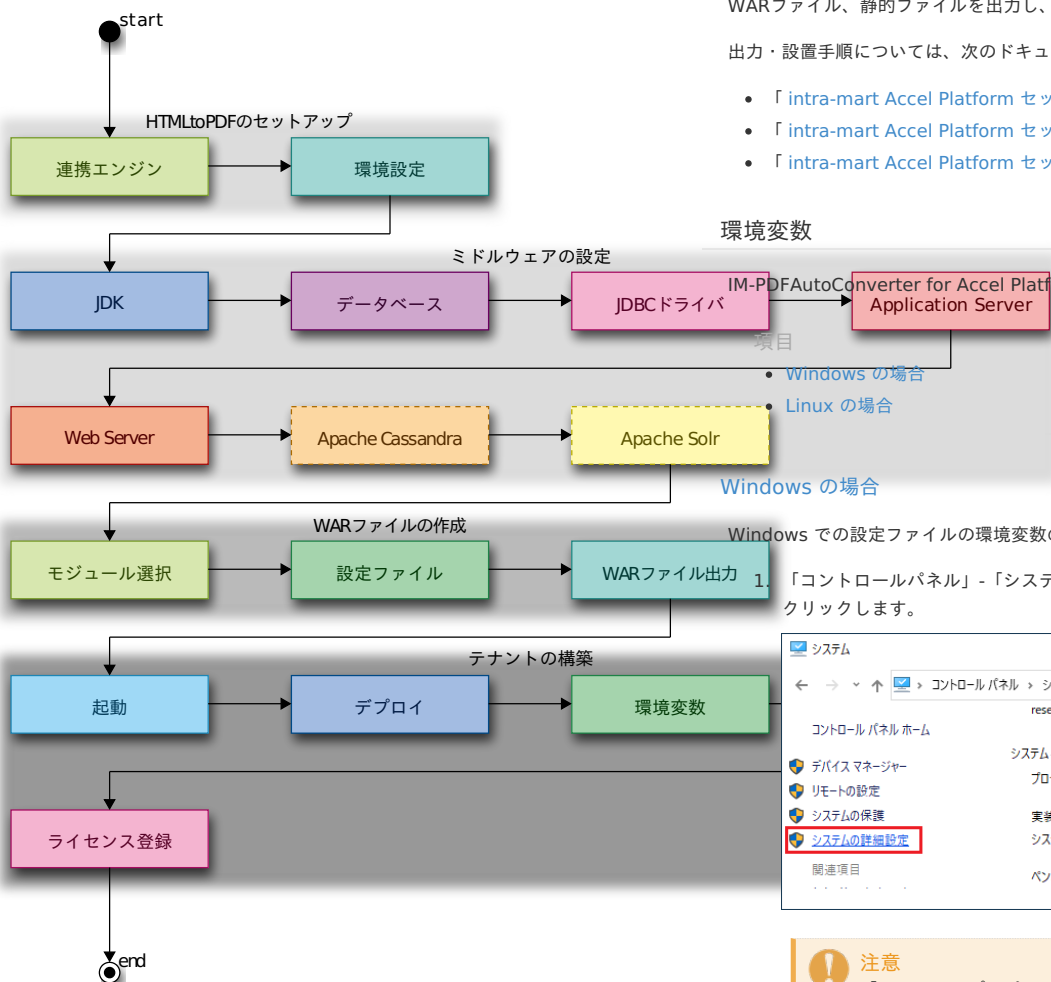 start
HTMLtoPDFのセットアップ
連携エンジン
環境設定
ミドルウェアの設定
JDK
データベース
JDBCドライバ
Application Server
Web Server
Apache Cassandra
Apache Solr
WARファイルの作成
モジュール選択
設定ファイル
WARファイル出力
テナントの構築
起動
デプロイ
環境変数
ライセンス登録
end
WARファイル、静的ファイルを出力し、
出力・設置手順については、次のドキュ
「 intra-mart Accel Platform セッ
「 intra-mart Accel Platform セッ
「 intra-mart Accel Platform セッ
環境変数
IM-PDFAutoConverter for Accel Platf
項目
Windows の場合
Linux の場合
Windows の場合
Windows での設定ファイルの環境変数
1. 「コントロールパネル」-「システ
クリックします。
システム
コントロール パネル › シ
rese
コントロール パネル ホーム
システム
デバイス マネージャー
プロ
リモートの設定
システムの保護
実装
システムの詳細設定
シス
関連項目
ペン
注意